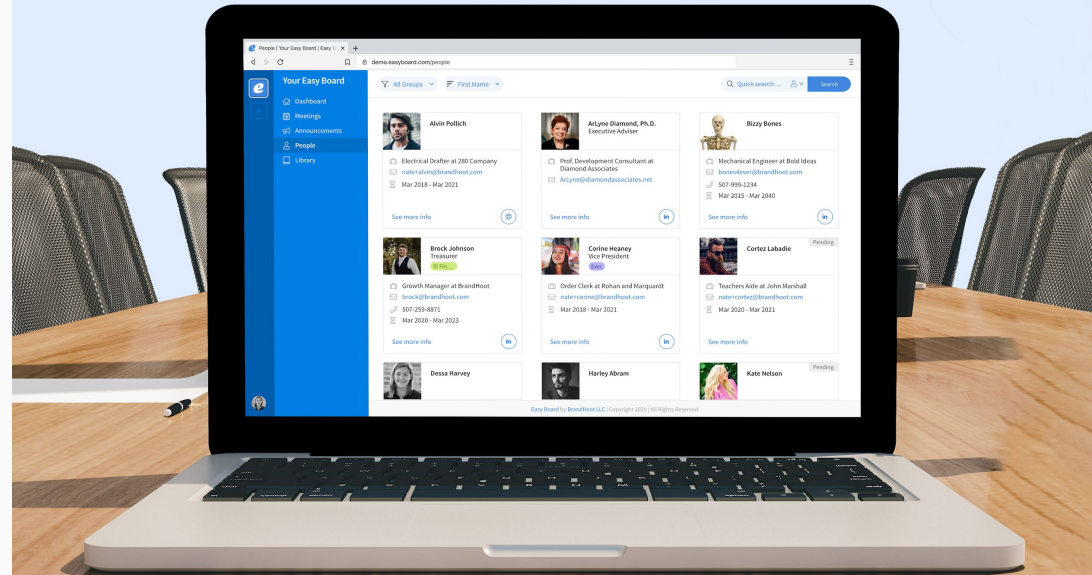 People | Your Easy Board | Easy B
demo.easyboard.com/people
Your Easy Board
Dashboard
Meetings
Announcements
People
Library
All Groups
First Name
Quick search...
Search
Alvin Pollich
Electrical Drafter at 280 Company
nate+alvin@brandhoot.com
Mar 2018 - Mar 2021
See more info
ArLyne Diamond, Ph.D.
Executive Adviser
Prof. Development Consultant at
Diamond Associates
ArLyne@diamondassociates.net
See more info
in
Bizzy Bones
Mechanical Engineer at Bold Ideas
bones4ever@brandhoot.com
507-999-1234
Mar 2015 - Mar 2040
See more info
in
Brock Johnson
Treasurer
Fin...
Growth Manager at BrandHoot
brock@brandhoot.com
507-259-8871
Mar 2020 - Mar 2023
See more info
in
Corine Heaney
Vice President
Exec
Order Clerk at Rohan and Marquardt
nate+corine@brandhoot.com
Mar 2018 - Mar 2021
See more info
in
Pending
Cortez Labadie
Teachers Aide at John Marshall
nate+cortez@brandhoot.com
Mar 2020 - Mar 2021
See more info
Dessa Harvey
Harley Abram
Pending
Kate Nelson
Easy Board by BrandHoot LLC | Copyright 2020 | All Rights Reserved